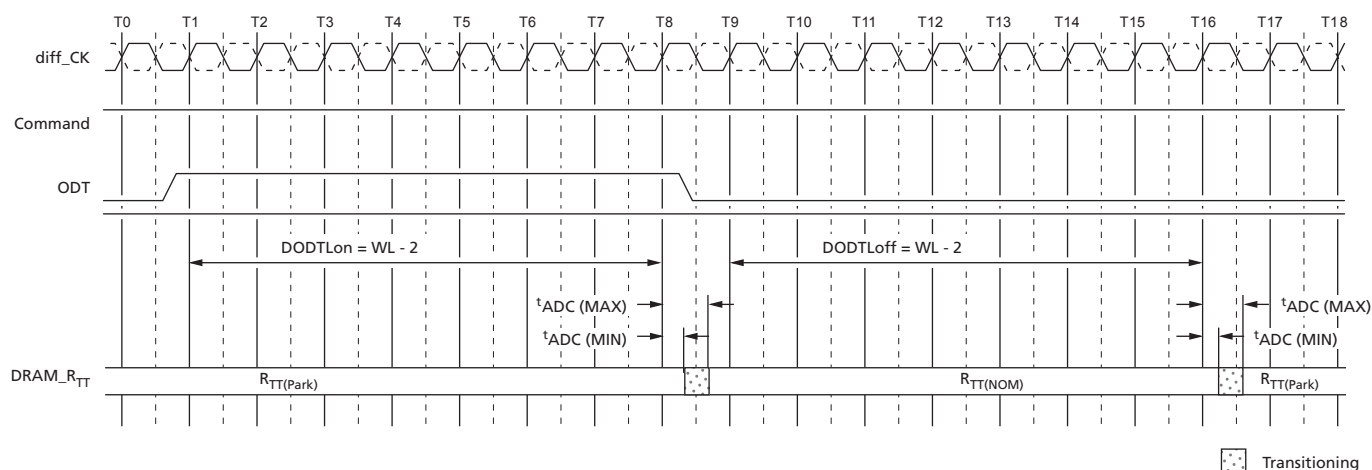 T0 T1 T2 T3 T4 T5 T6 T7 T8 T9 T10 T11 T12 T13 T14 T15 T16 T17 T18
diff_CK
Command
ODT
DODTLon = WL - 2 DODTLoff = WL - 2
tADC (MAX) tADC (MAX)
tADC (MIN) tADC (MIN)
DRAM_RTT RTT(Park) RTT(NOM) RTT(Park)
Transitioning